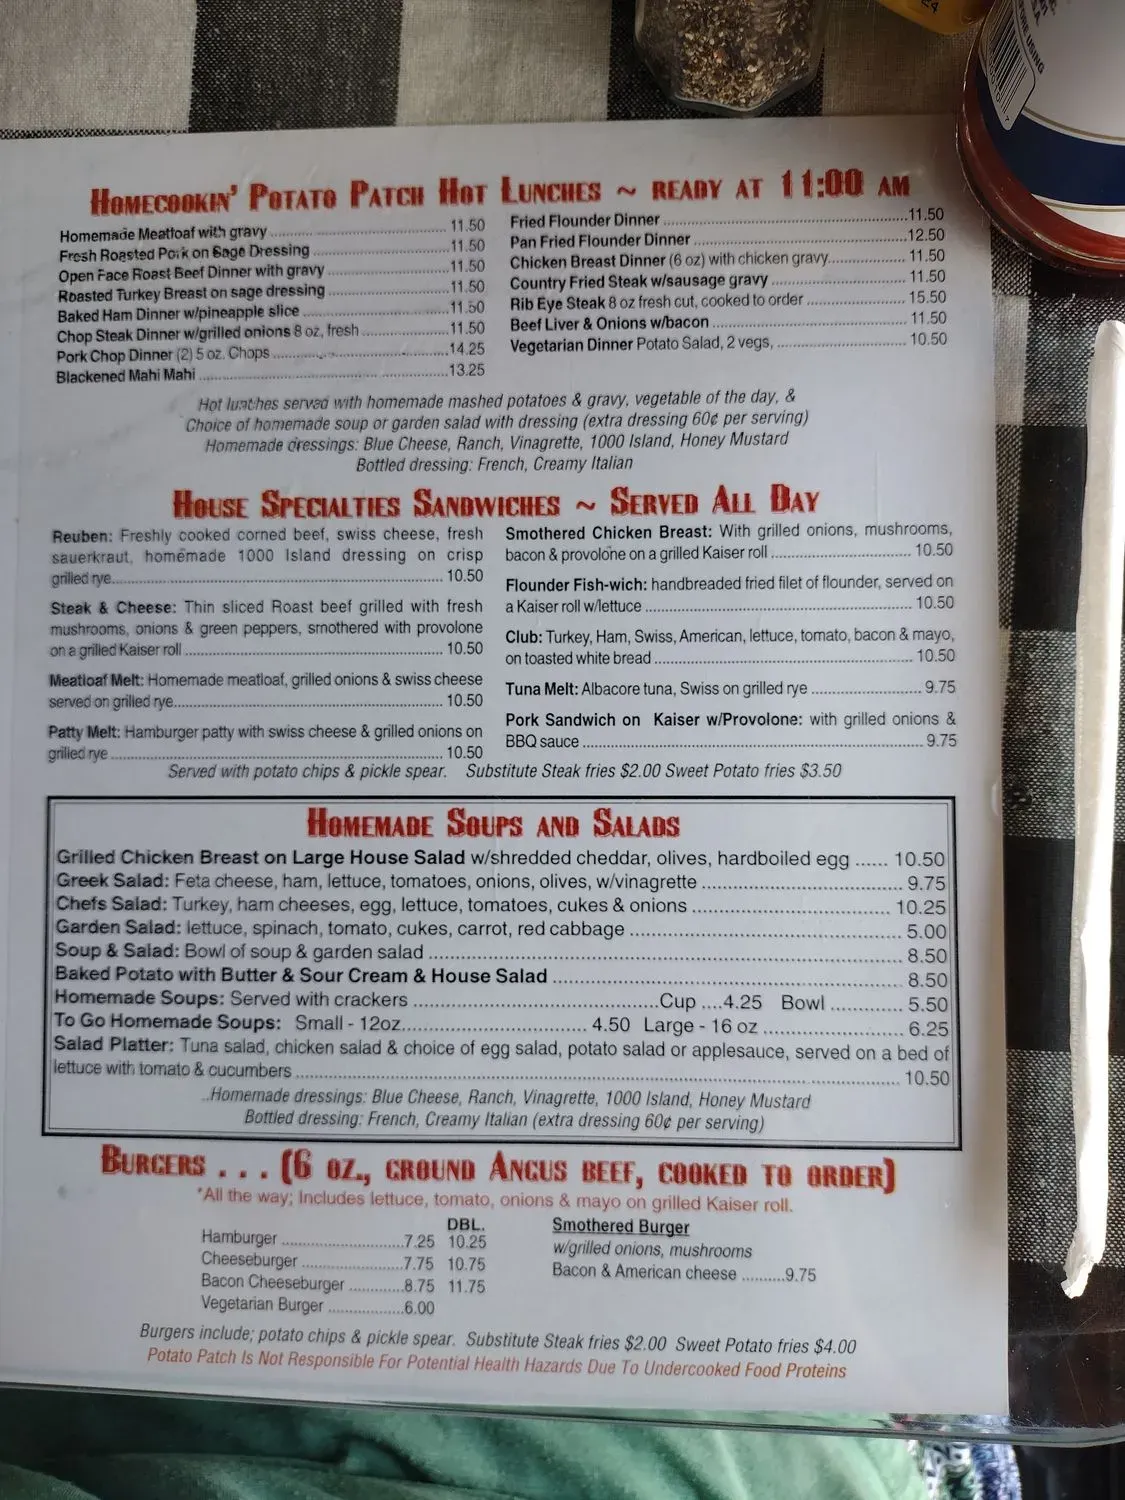 Homecookin' Potato Patch Hot Lunches ~ ready at 11:00 am
Homemade Meatloaf with gravy 11.50
Fresh Roasted Pork on Sage Dressing 11.50
Open Face Roast Beef Dinner with gravy 11.50
Roasted Turkey Breast on sage dressing 11.50
Baked Ham Dinner w/pineapple slice 11.50
Chop Steak Dinner w/grilled onions 8 oz, fresh 11.50
Pork Chop Dinner (2) 5 oz. Chops 14.25
Blackened Mahi Mahi 13.25
Fried Flounder Dinner 11.50
Pan Fried Flounder Dinner 12.50
Chicken Breast Dinner (6 oz) with chicken gravy 11.50
Country Fried Steak w/sausage gravy 11.50
Rib Eye Steak 8 oz fresh cut, cooked to order 15.50
Beef Liver & Onions w/bacon 11.50
Vegetarian Dinner Potato Salad, 2 vegs, 10.50
Hot lunches served with homemade mashed potatoes & gravy, vegetable of the day, &
Choice of homemade soup or garden salad with dressing (extra dressing 60¢ per serving)
Homemade dressings: Blue Cheese, Ranch, Vinagrette, 1000 Island, Honey Mustard
Bottled dressing: French, Creamy Italian
House Specialties Sandwiches ~ Served All Day
Reuben: Freshly cooked corned beef, swiss cheese, fresh
sauerkraut, homemade 1000 Island dressing on crisp
grilled rye 10.50
Steak & Cheese: Thin sliced Roast beef grilled with fresh
mushrooms, onions & green peppers, smothered with provolone
on a grilled Kaiser roll 10.50
Meatloaf Melt: Homemade meatloaf, grilled onions & swiss cheese
served on grilled rye 10.50
Patty Melt: Hamburger patty with swiss cheese & grilled onions on
grilled rye 10.50
Smothered Chicken Breast: With grilled onions, mushrooms,
bacon & provolone on a grilled Kaiser roll 10.50
Flounder Fish-wich: handbreaded fried filet of flounder, served on
a Kaiser roll w/lettuce 10.50
Club: Turkey, Ham, Swiss, American, lettuce, tomato, bacon & mayo,
on toasted white bread 10.50
Tuna Melt: Albacore tuna, Swiss on grilled rye 9.75
Pork Sandwich on Kaiser w/Provolone: with grilled onions &
BBQ sauce 9.75
Served with potato chips & pickle spear. Substitute Steak fries $2.00 Sweet Potato fries $3.50
Homemade Soups and Salads
Grilled Chicken Breast on Large House Salad w/shredded cheddar, olives, hardboiled egg 10.50
Greek Salad: Feta cheese, ham, lettuce, tomatoes, onions, olives, w/vinagrette 9.75
Chefs Salad: Turkey, ham cheeses, egg, lettuce, tomatoes, cukes & onions 10.25
Garden Salad: lettuce, spinach, tomato, cukes, carrot, red cabbage 5.00
Soup & Salad: Bowl of soup & garden salad 8.50
Baked Potato with Butter & Sour Cream & House Salad 8.50
Homemade Soups: Served with crackers Cup 4.25 Bowl 5.50
To Go Homemade Soups: Small - 12oz 4.50 Large - 16 oz 6.25
Salad Platter: Tuna salad, chicken salad & choice of egg salad, potato salad or applesauce, served on a bed of
lettuce with tomato & cucumbers 10.50
Homemade dressings: Blue Cheese, Ranch, Vinagrette, 1000 Island, Honey Mustard
Bottled dressing: French, Creamy Italian (extra dressing 60¢ per serving)
Burgers . . . (6 oz., ground Angus beef, cooked to order)
*All the way; Includes lettuce, tomato, onions & mayo on grilled Kaiser roll.
DBL.
Hamburger 7.25 10.25
Cheeseburger 7.75 10.75
Bacon Cheeseburger 8.75 11.75
Vegetarian Burger 6.00
Smothered Burger
w/grilled onions, mushrooms
Bacon & American cheese 9.75
Burgers include; potato chips & pickle spear. Substitute Steak fries $2.00 Sweet Potato fries $4.00
Potato Patch Is Not Responsible For Potential Health Hazards Due To Undercooked Food Proteins